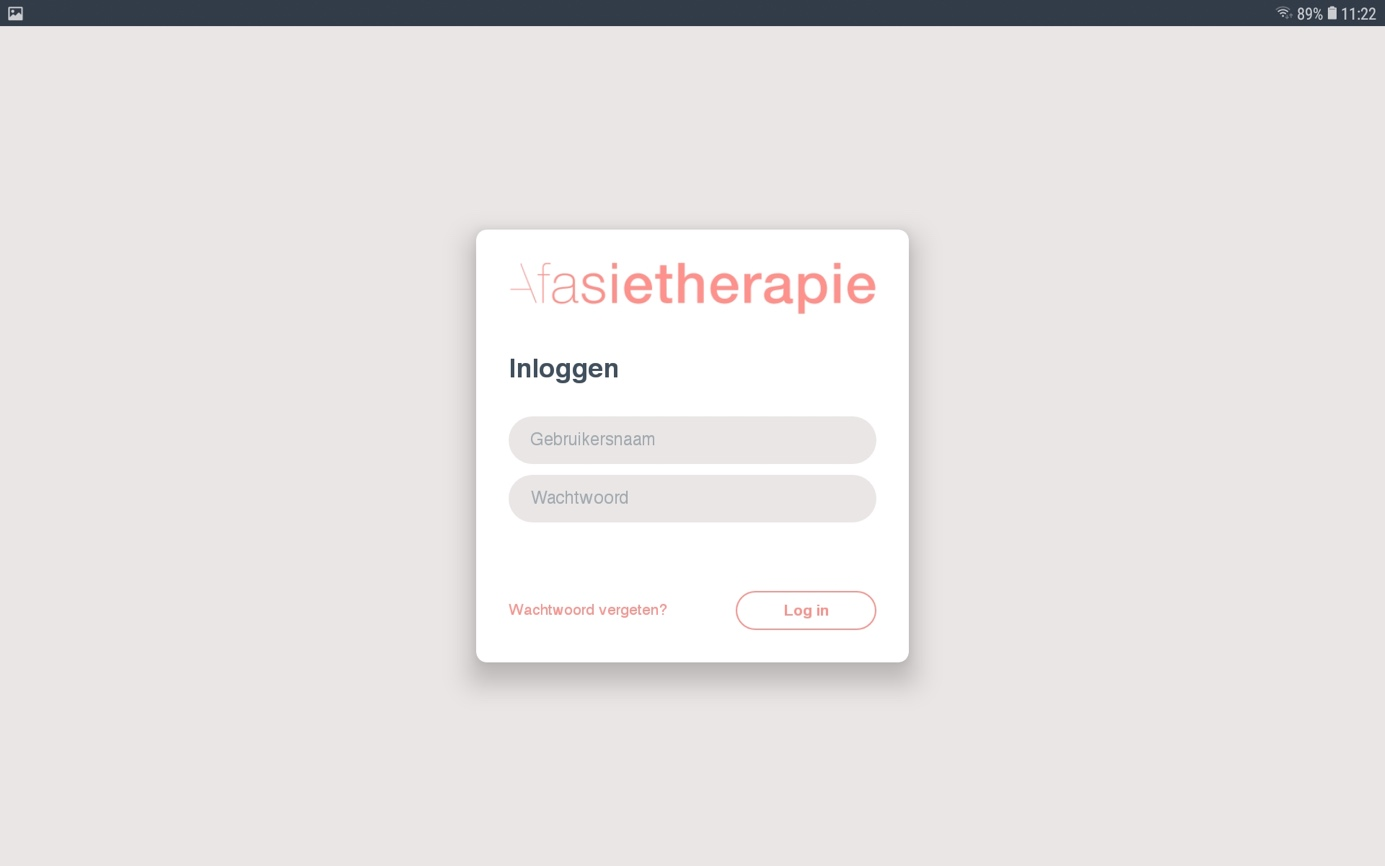 89% 11:22
Afasietherapie
Inloggen
Gebruikersnaam
Wachtwoord
Wachtwoord vergeten?
Log in